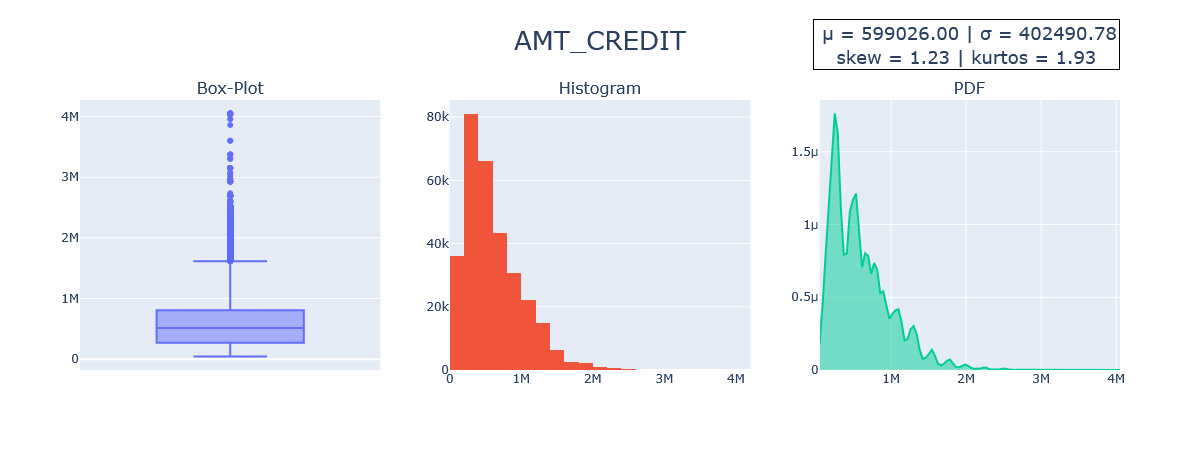 AMT_CREDIT
μ = 599026.00 | σ = 402490.78
skew = 1.23 | kurtos = 1.93
Box-Plot
4M
3M
2M
1M
0
Histogram
80k
60k
40k
20k
0
0 1M 2M 3M 4M
PDF
1.5μ
1μ
0.5μ
0
1M 2M 3M 4M